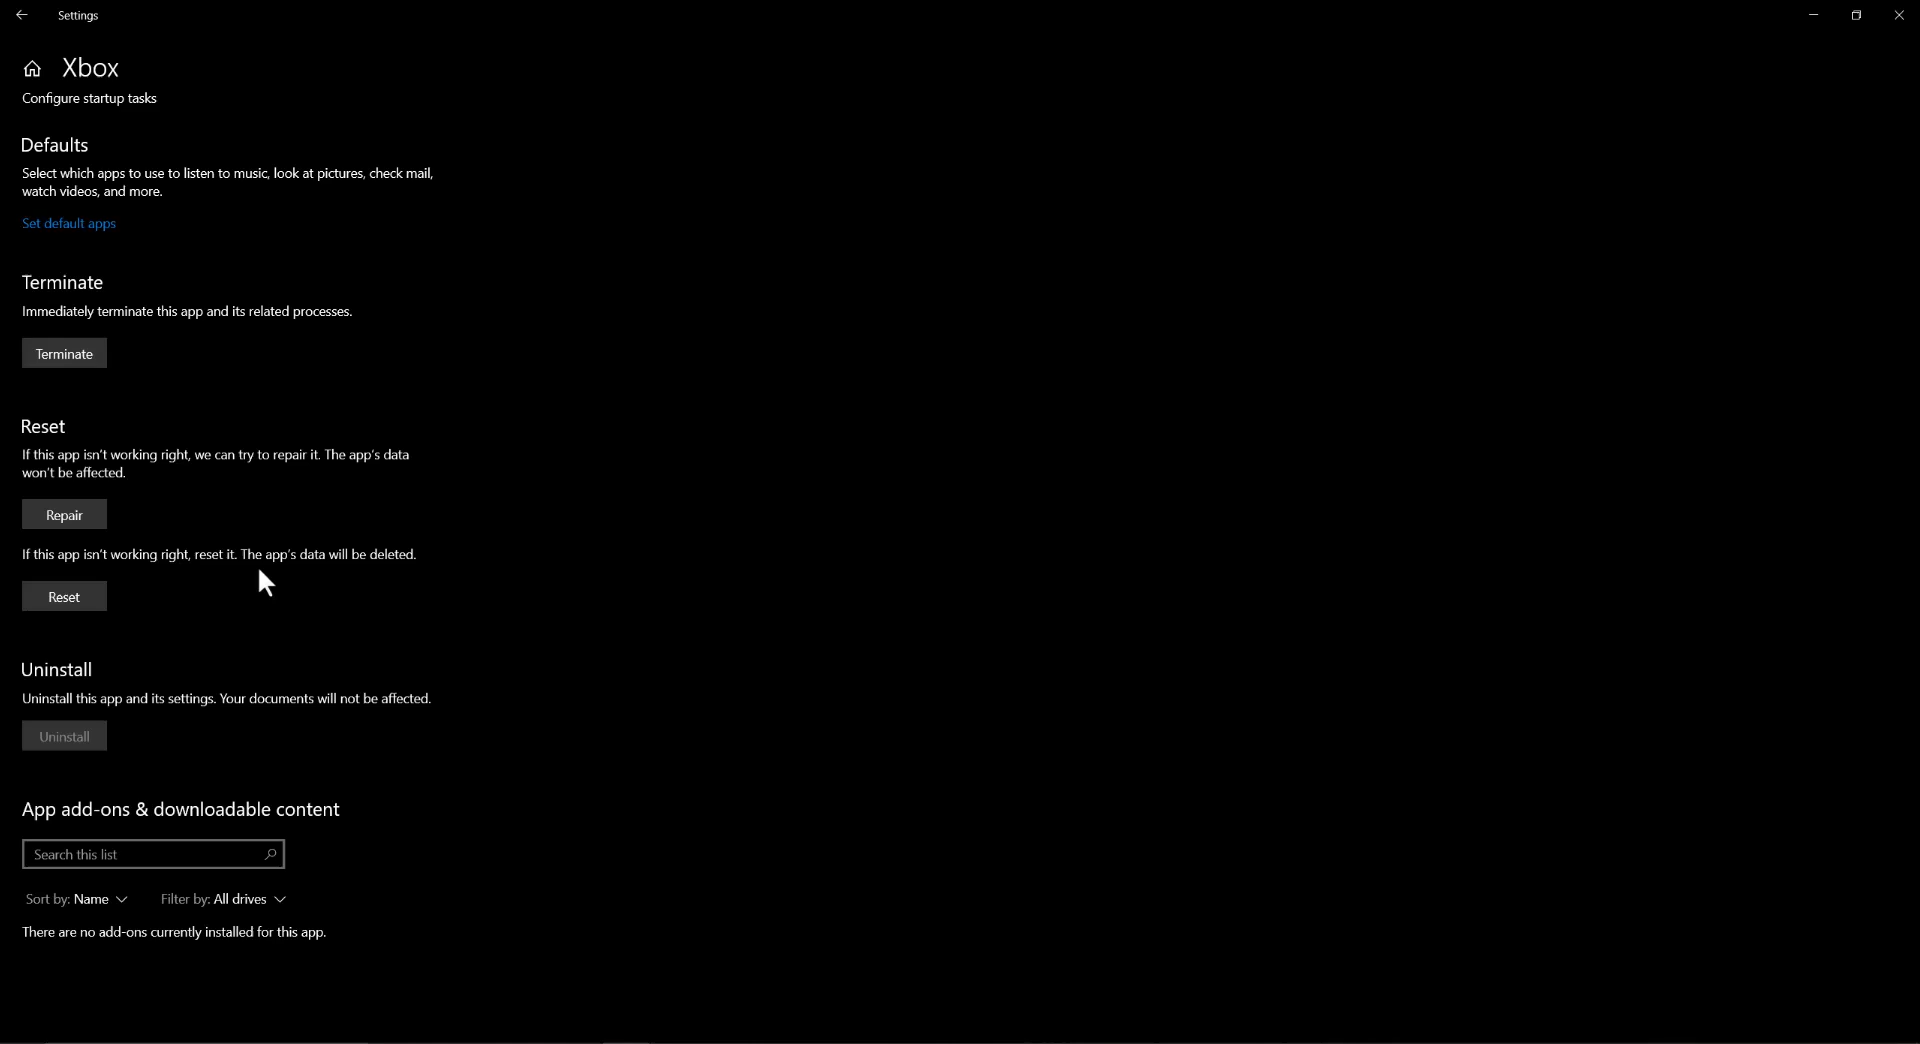 Settings
Xbox
Configure startup tasks
Defaults
Select which apps to use to listen to music, look at pictures, check mail,
watch videos, and more.
Set default apps
Terminate
Immediately terminate this app and its related processes.
Terminate
Reset
If this app isn't working right, we can try to repair it. The app's data
won't be affected.
Repair
If this app isn't working right, reset it. The app's data will be deleted.
Reset
Uninstall
Uninstall this app and its settings. Your documents will not be affected.
Uninstall
App add-ons & downloadable content
Search this list
Sort by: Name Filter by: All drives
There are no add-ons currently installed for this app.